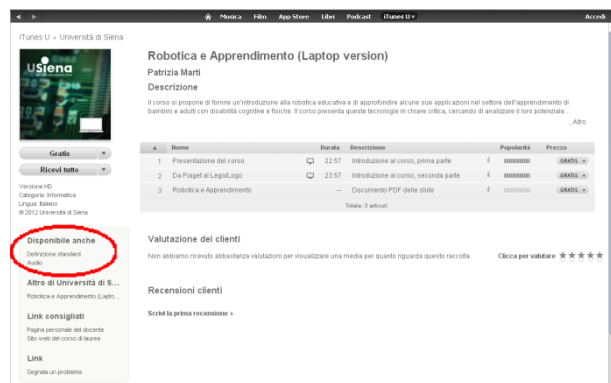 Musica Film App Store Libri Podcast iTunes U Accedi
iTunes U › Università di Siena
USiena
Robotica e Apprendimento (Laptop version)
Patrizia Marti
Descrizione
Il corso si propone di fornire un'introduzione alla robotica educativa e di approfondire alcune sue applicazioni nel settore dell'apprendimento di
bambini e adulti con disabilità cognitive e fisiche. Il corso presenta queste tecnologie in chiave critica, cercando di analizzare il loro potenziale...
...Altro
Gratis
Ricevi tutto
Versione HD
Categoria: Informatica
Lingua: Italiano
© 2012 Università di Siena
Nome Durata Descrizione Popolarità Prezzo
1 Presentazione del corso 23:57 Introduzione al corso, prima parte GRATIS
2 Da Piaget al LegoLogo 23:57 Introduzione al corso, seconda parte GRATIS
3 Robotica e Apprendimento -- Documento PDF delle slide GRATIS
Totale: 3 articoli
Disponibile anche
Definizione standard
Audio
Altro di Università di S...
Robotica e Apprendimento (Lapto...
Link consigliati
Pagina personale del docente
Sito web del corso di laurea
Link
Segnala un problema
Valutazione dei clienti
Non abbiamo ricevuto abbastanza valutazioni per visualizzare una media per quanto riguarda questo raccolta.
Clicca per valutare
Recensioni clienti
Scrivi la prima recensione ›